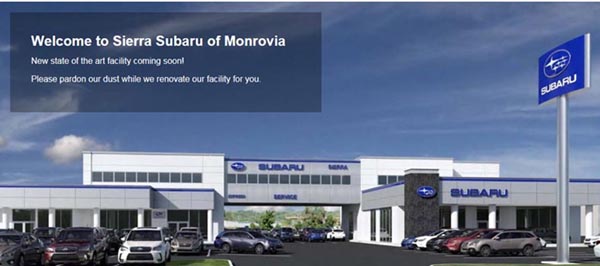 Welcome to Sierra Subaru of Monrovia
New state of the art facility coming soon!
Please pardon our dust while we renovate our facility for you.
SUBARU
SUBARU SIERRA
SERVICE
SUBARU